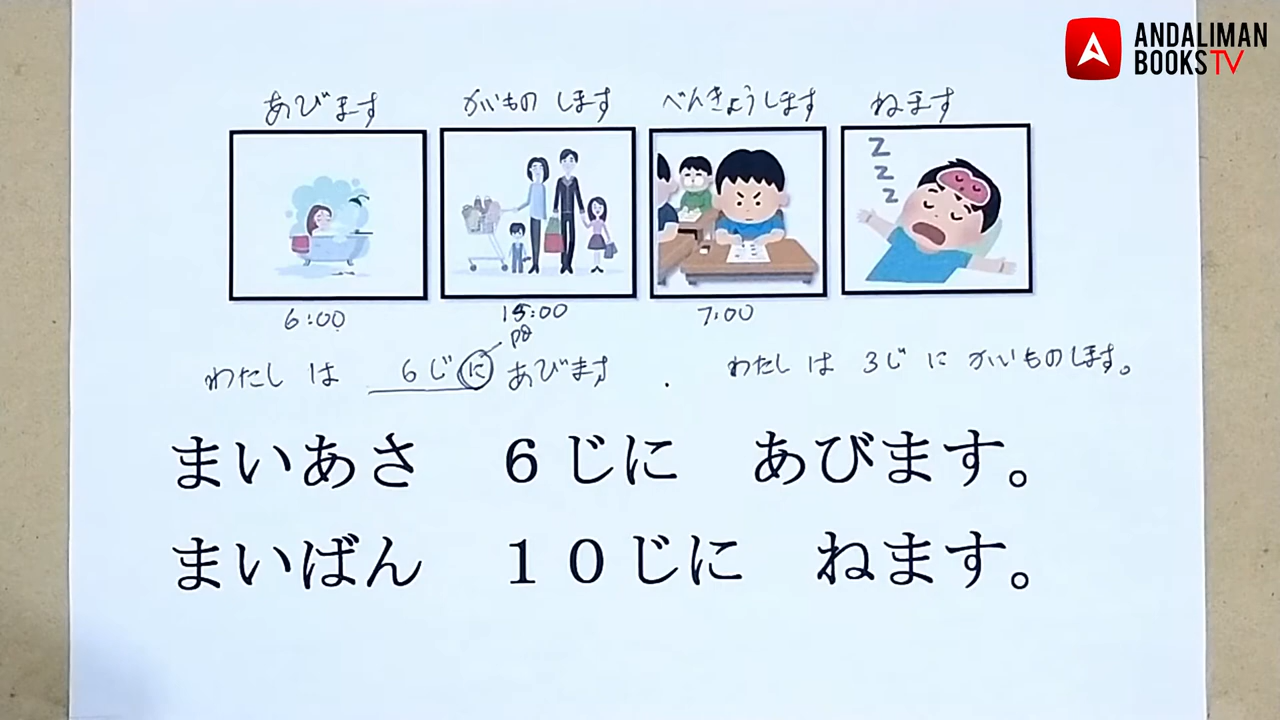 ANDALIMAN
BOOKSTV
あびます　かいもの します　べんきょうします　ねます
Z
Z
Z
6:00　15:00　7:00
pd
わたし は 6じに あびます . わたし は 3じ に かいものします。
まいあさ　６じに　あびます。
まいばん　１０じに　ねます。